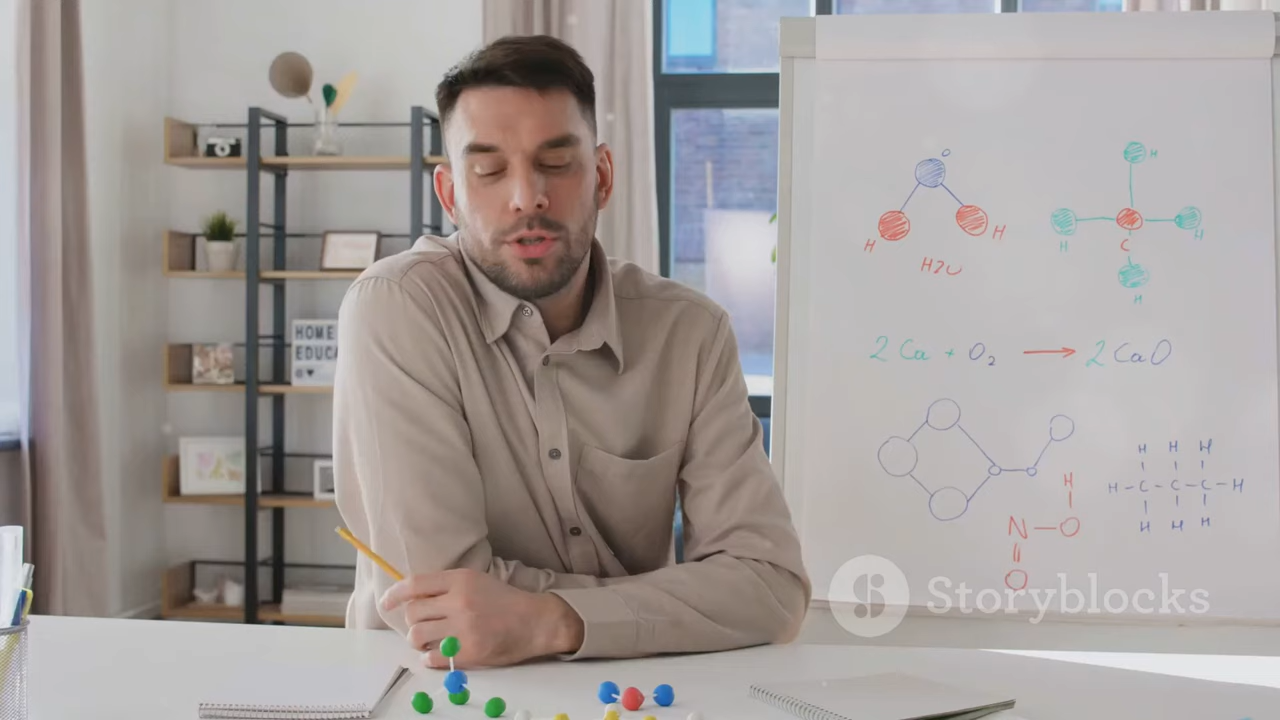 HOME
EDUCA
O
H
H
H2O
H
H
H
C
H
2 Ca + O₂ → 2 CaO
H H H
H-C-C-C-H
H H H
H
N-O
O
Storyblocks